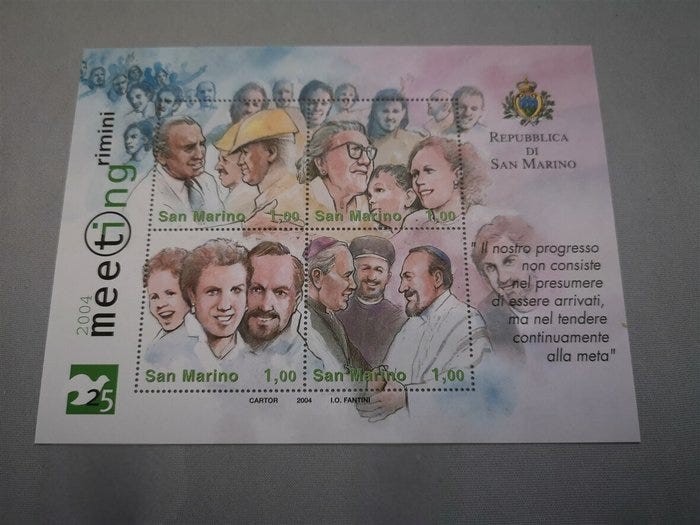 2004
meeting
rimini
25
REPUBBLICA
DI
SAN MARINO
San Marino 1,00
San Marino 1,00
San Marino 1,00
San Marino 1,00
" Il nostro progresso
non consiste
nel presumere
di essere arrivati,
ma nel tendere
continuamente
alla meta"
CARTOR 2004 I.O. FANTINI